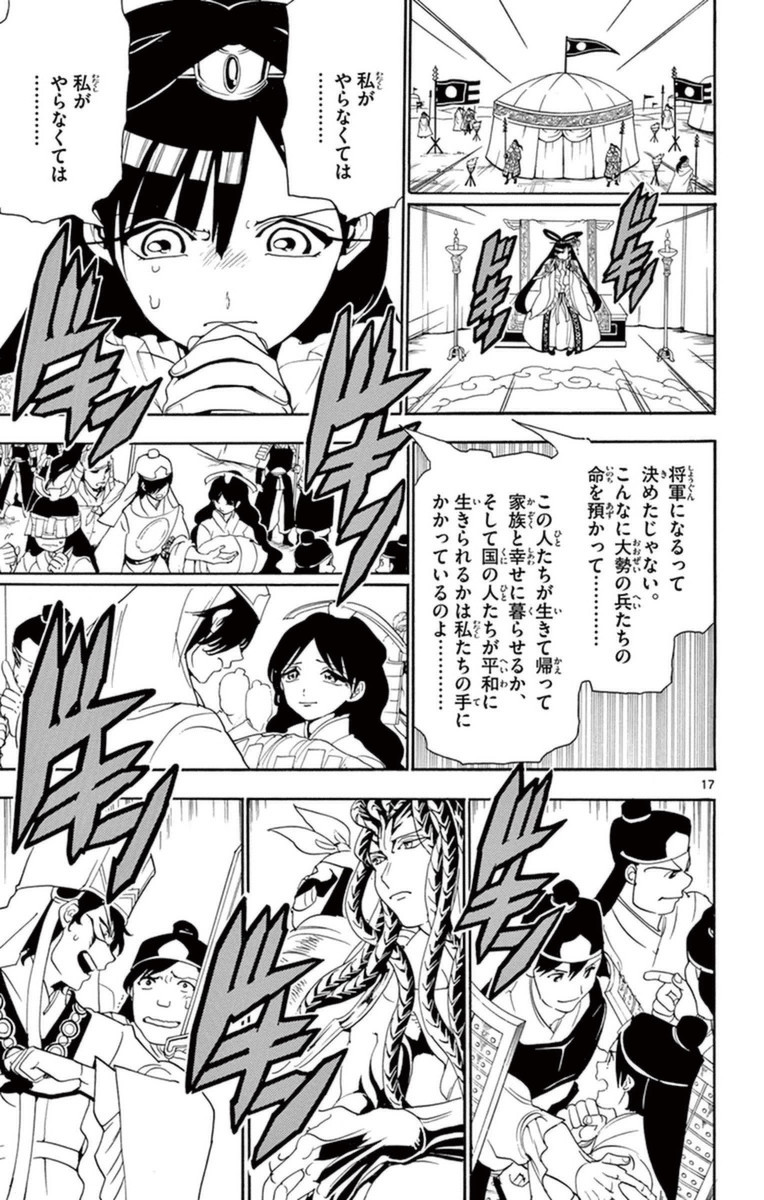 ドキン
ドキン
私が
やらなくては
…………
私が
やらなくては
…………
ドキン
ドキン
将軍になるって
決めたじゃない。
こんなに大勢の兵たちの
命を預かって…………
この人たちが生きて帰って
家族と幸せに暮らせるか、
そして国の人たちが平和に
生きられるかは私たちの手に
かかっているのよ…………
17
ドキン
ドキン
ドキン